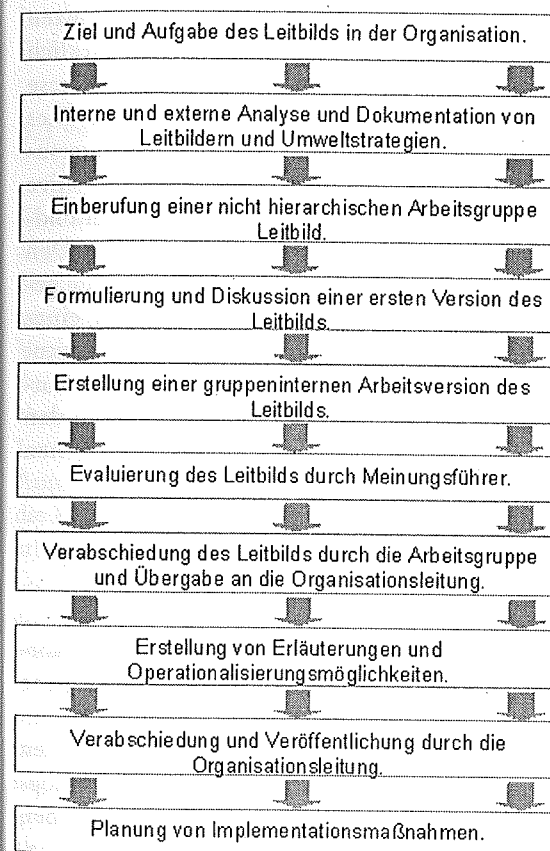 Ziel und Aufgabe des Leitbilds in der Organisation.
Interne und externe Analyse und Dokumentation von
Leitbildern und Umweltstrategien.
Einberufung einer nicht hierarchischen Arbeitsgruppe
Leitbild.
Formulierung und Diskussion einer ersten Version des
Leitbilds.
Erstellung einer gruppeninternen Arbeitsversion des
Leitbilds.
Evaluierung des Leitbilds durch Meinungsführer.
Verabschiedung des Leitbilds durch die Arbeitsgruppe
und Übergabe an die Organisationsleitung.
Erstellung von Erläuterungen und
Operationalisierungsmöglichkeiten.
Verabschiedung und Veröffentlichung durch die
Organisationsleitung.
Planung von Implementationsmaßnahmen.